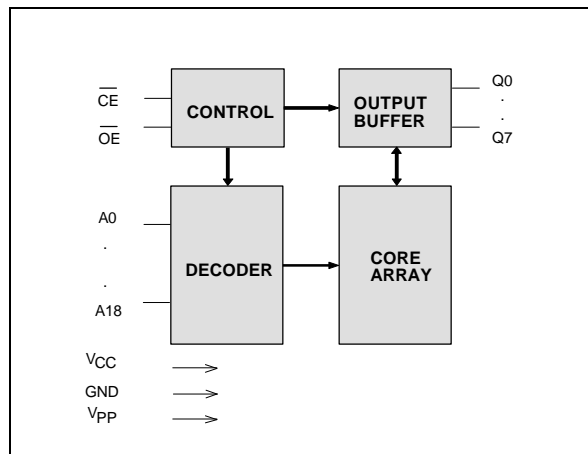 CE
OE
CONTROL
OUTPUT
BUFFER
Q0
.
.
Q7
A0
.
.
A18
DECODER
CORE
ARRAY
VCC
GND
VPP